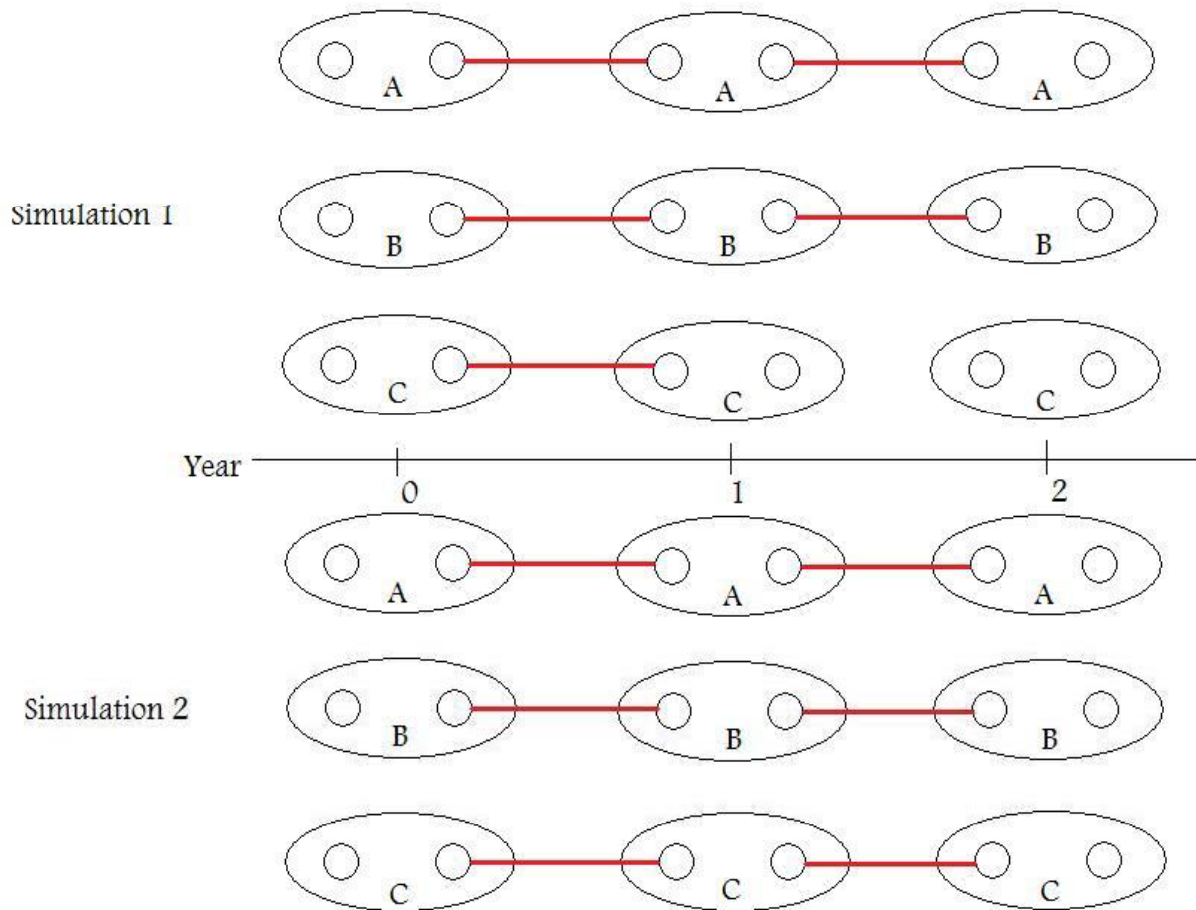 A A A
Simulation 1
B B B
C C C
Year
0 1 2
A A A
Simulation 2
B B B
C C C